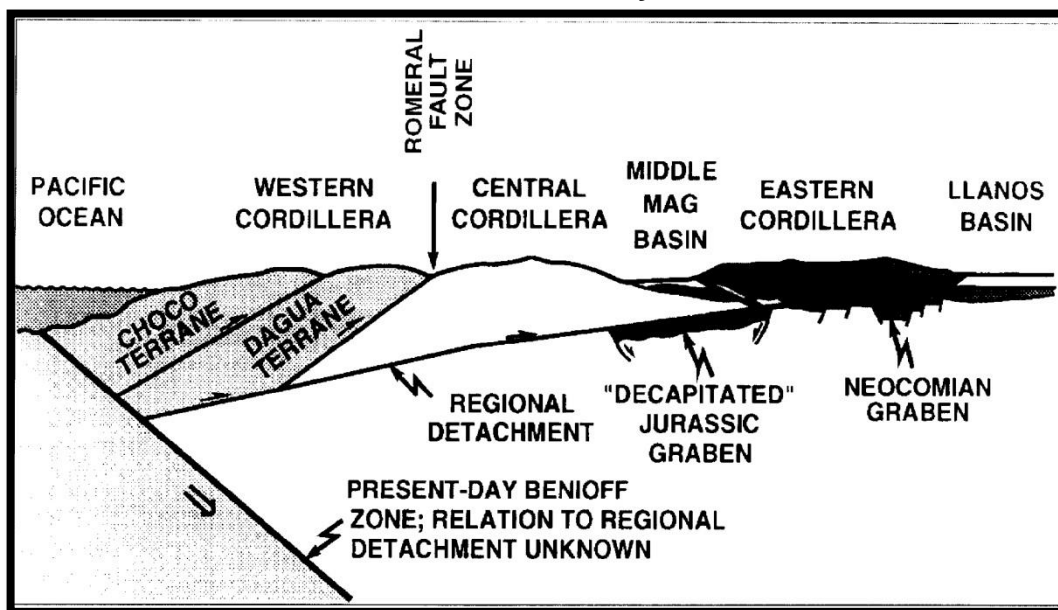 ROMERAL
FAULT
ZONE
PACIFIC
OCEAN
WESTERN
CORDILLERA
CENTRAL
CORDILLERA
MIDDLE
MAG
BASIN
EASTERN
CORDILLERA
LLANOS
BASIN
CHOCO
TERRANE
DAGUA
TERRANE
REGIONAL
DETACHMENT
"DECAPITATED"
JURASSIC
GRABEN
NEOCOMIAN
GRABEN
PRESENT-DAY BENIOFF
ZONE; RELATION TO REGIONAL
DETACHMENT UNKNOWN